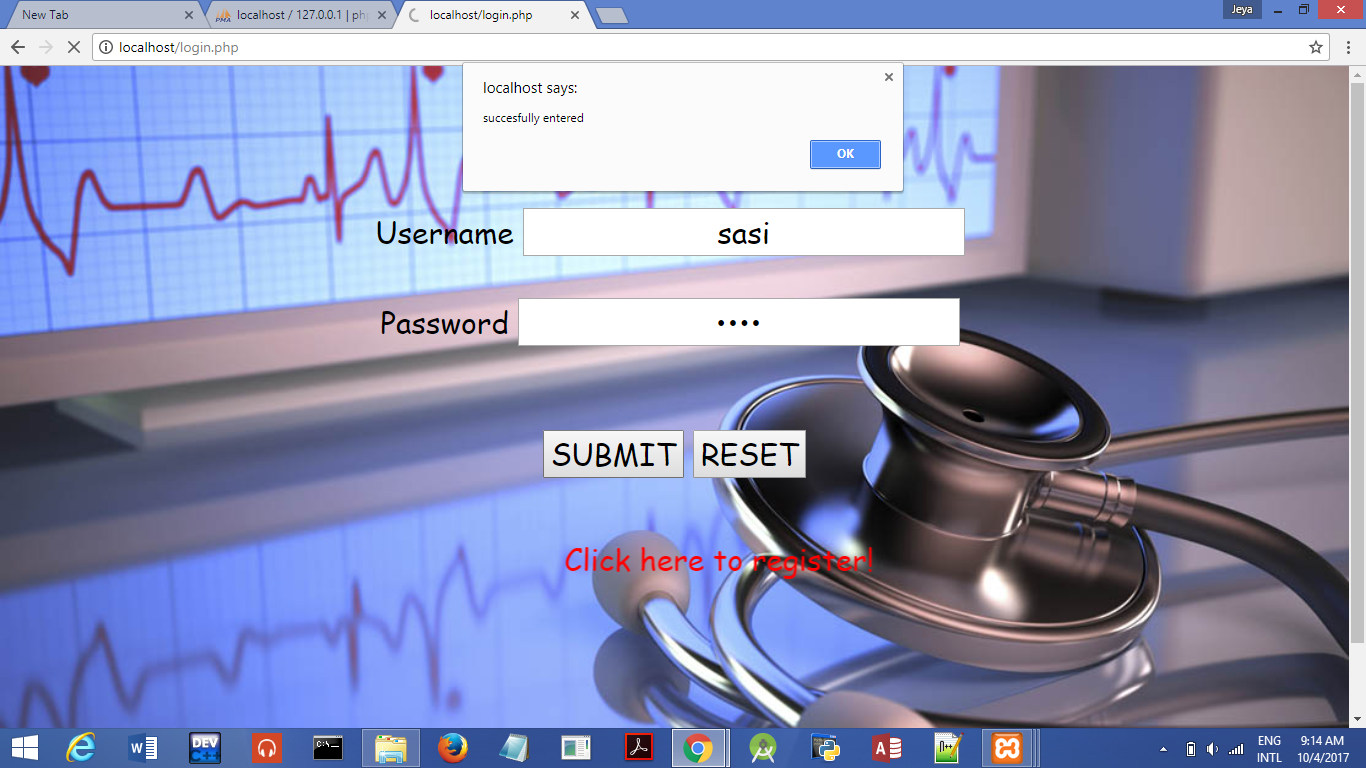 New Tab
localhost / 127.0.0.1 | ph
localhost/login.php
Jeya
localhost/login.php
localhost says:
succesfully entered
OK
Username sasi
Password ••••
SUBMIT RESET
Click here to register!
ENG 9:14 AM
INTL 10/4/2017